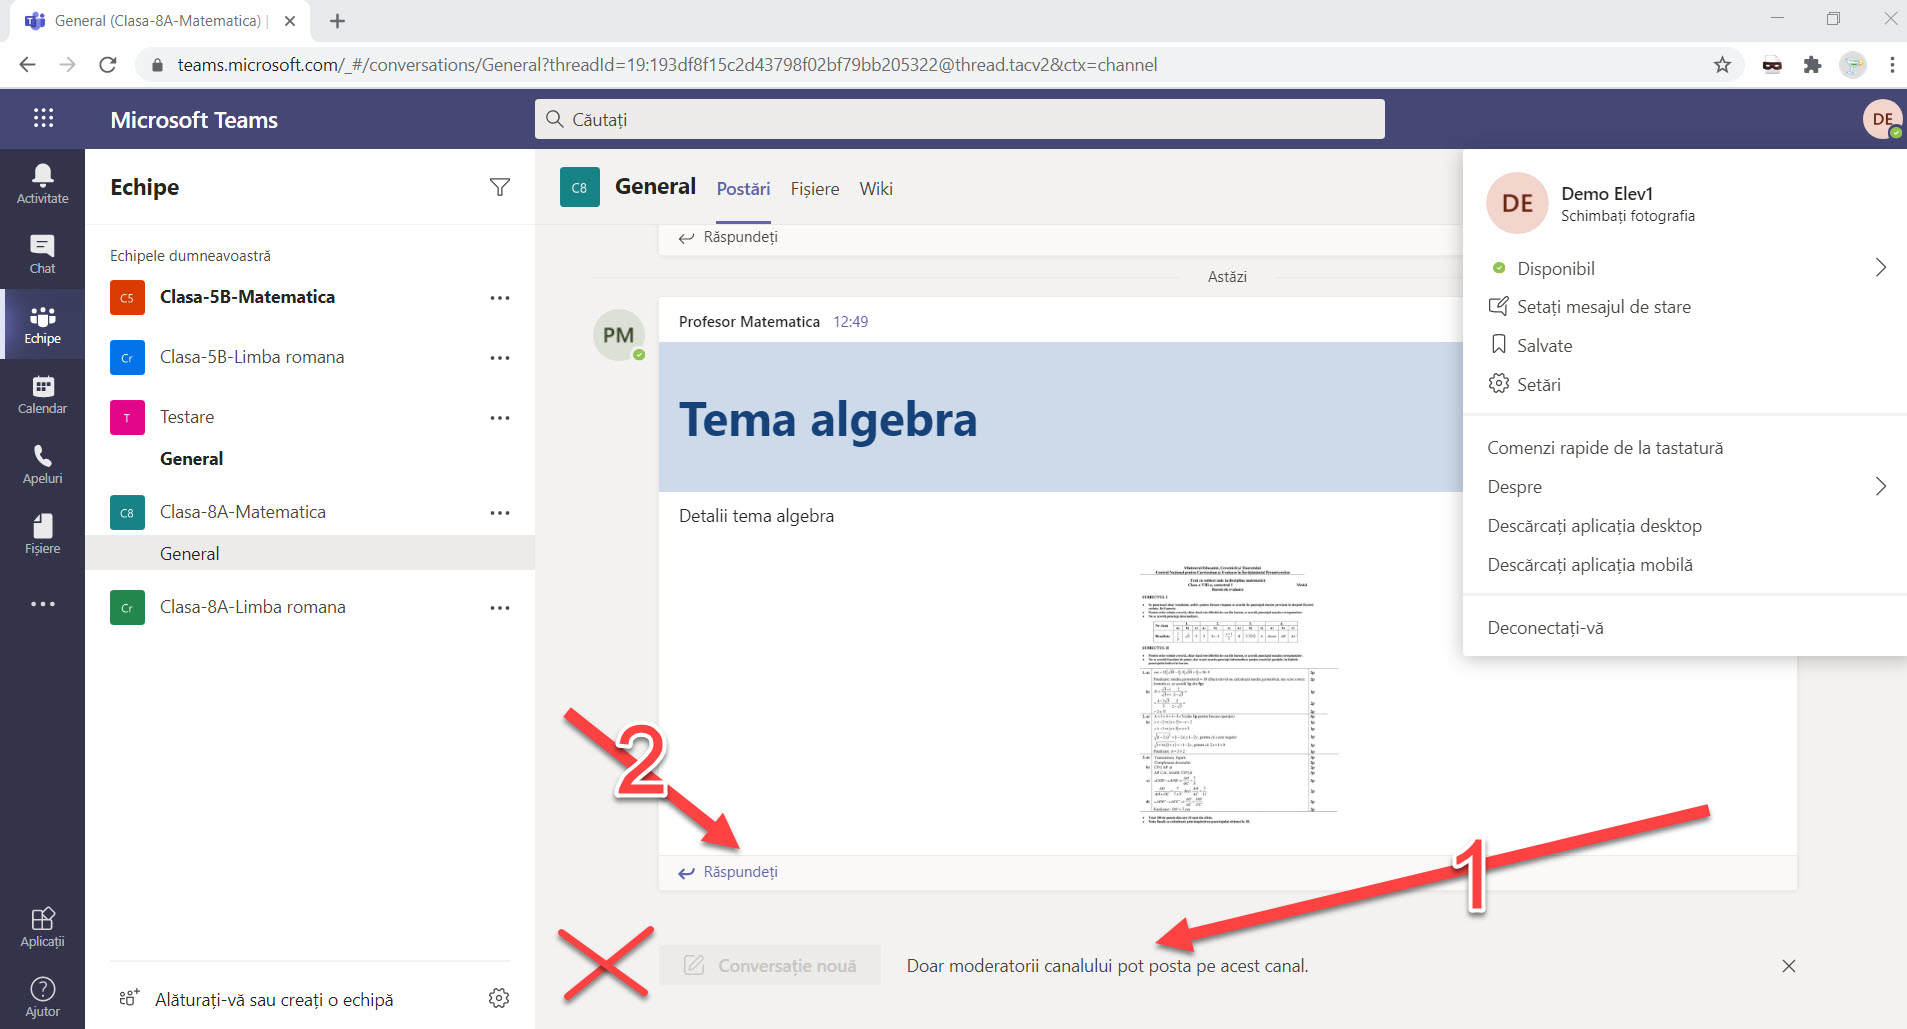 General (Clasa-8A-Matematica) |
teams.microsoft.com/_#/conversations/General?threadId=19:193df8f15c2d43798f02bf79bb205322@thread.tacv2&ctx=channel
Microsoft Teams
Căutați
DE
Activitate
Chat
Echipe
Calendar
Apeluri
Fișiere
Aplicații
Ajutor
Echipe
Echipele dumneavoastră
C5 Clasa-5B-Matematica
Cr Clasa-5B-Limba romana
T Testare
General
C8 Clasa-8A-Matematica
General
Cr Clasa-8A-Limba romana
Alăturați-vă sau creați o echipă
C8 General Postări Fișiere Wiki
Răspundeți
Astăzi
PM
Profesor Matematica 12:49
Tema algebra
Detalii tema algebra
SUBIECTUL I
SUBIECTUL II
2
Răspundeți
1
Conversație nouă Doar moderatorii canalului pot posta pe acest canal.
DE
Demo Elev1
Schimbați fotografia
Disponibil
Setați mesajul de stare
Salvate
Setări
Comenzi rapide de la tastatură
Despre
Descărcați aplicația desktop
Descărcați aplicația mobilă
Deconectați-vă